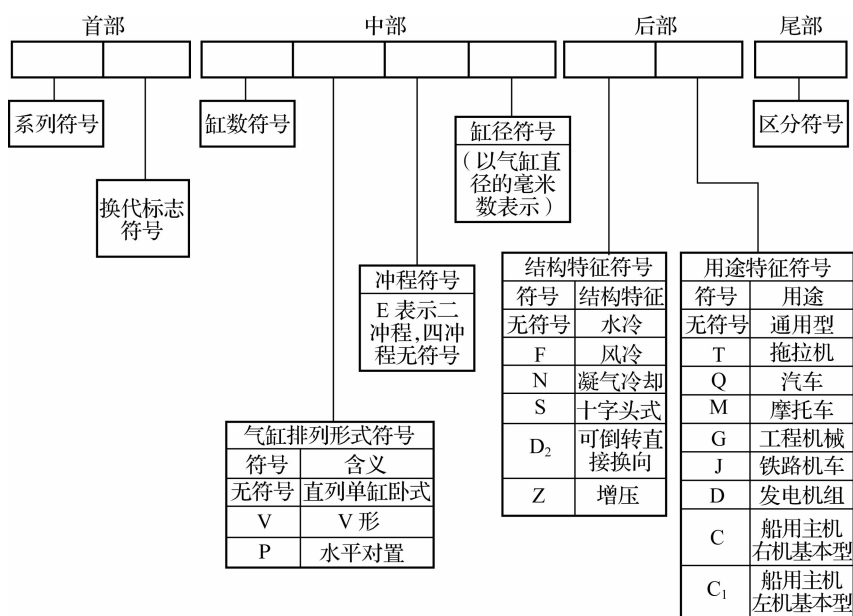 首部
中部
后部
尾部
系列符号
换代标志
符号
缸数符号
缸径符号
(以气缸直
径的毫米
数表示)
区分符号
冲程符号
E 表示二
冲程,四冲
程无符号
气缸排列形式符号
符号 含义
无符号 直列单缸卧式
V V 形
P 水平对置
结构特征符号
符号 结构特征
无符号 水冷
F 风冷
N 凝气冷却
S 十字头式
D₂ 可倒转直
接换向
Z 增压
用途特征符号
符号 用途
无符号 通用型
T 拖拉机
Q 汽车
M 摩托车
G 工程机械
J 铁路机车
D 发电机组
C 船用主机
右机基本型
C₁ 船用主机
左机基本型